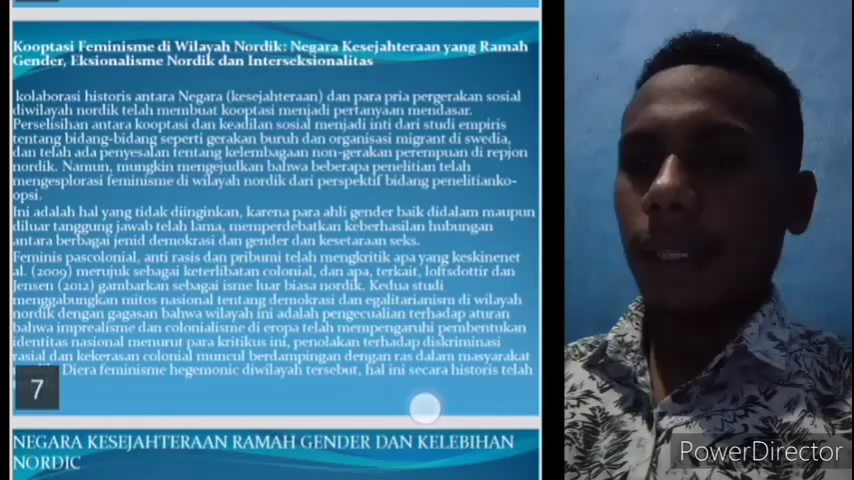 Kooptasi Feminisme di Wilayah Nordik: Negara Kesejahteraan yang Ramah
Gender, Eksionalisme Nordik dan Interseksionalitas
kolaborasi historis antara Negara (kesejahteraan) dan para pria pergerakan sosial
diwilayah nordik telah membuat kooptasi menjadi pertanyaan mendasar.
Perselisihan antara kooptasi dan keadilan sosial menjadi inti dari studi empiris
tentang bidang-bidang seperti gerakan buruh dan organisasi migrant di swedia,
dan telah ada penyesalan tentang kelembagaan non-gerakan perempuan di repjon
nordik. Namun, mungkin mengejudkan bahwa beberapa penelitian telah
mengesplorasi feminisme di wilayah nordik dari perspektif bidang penelitianko-
opsi.
Ini adalah hal yang tidak diinginkan, karena para ahli gender baik didalam maupun
diluar tanggung jawab telah lama, memperdebatkan keberhasilan hubungan
antara berbagai jenid demokrasi dan gender dan kesetaraan seks.
Feminis pascolonial, anti rasis dan pribumi telah mengkritik apa yang keskinenet
al. (2009) merujuk sebagai keterlibatan colonial, dan apa, terkait, loftsdottir dan
Jensen (2012) gambarkan sebagai isme luar biasa nordik. Kedua studi
menggabungkan mitos nasional tentang demokrasi dan egalitarianism di wilayah
nordik dengan gagasan bahwa wilayah ini adalah pengecualian terhadap aturan
bahwa imprealisme dan colonialisme di eropa telah mempengaruhi pembentukan
identitas nasional menurut para kritikus ini, penolakan terhadap diskriminasi
rasial dan kekerasan colonial muncul berdampingan dengan ras dalam masyarakat
Diera feminisme hegemonic diwilayah tersebut, hal ini secara historis telah
7
NEGARA KESEJAHTERAAN RAMAH GENDER DAN KELEBIHAN
NORDIC
PowerDirector